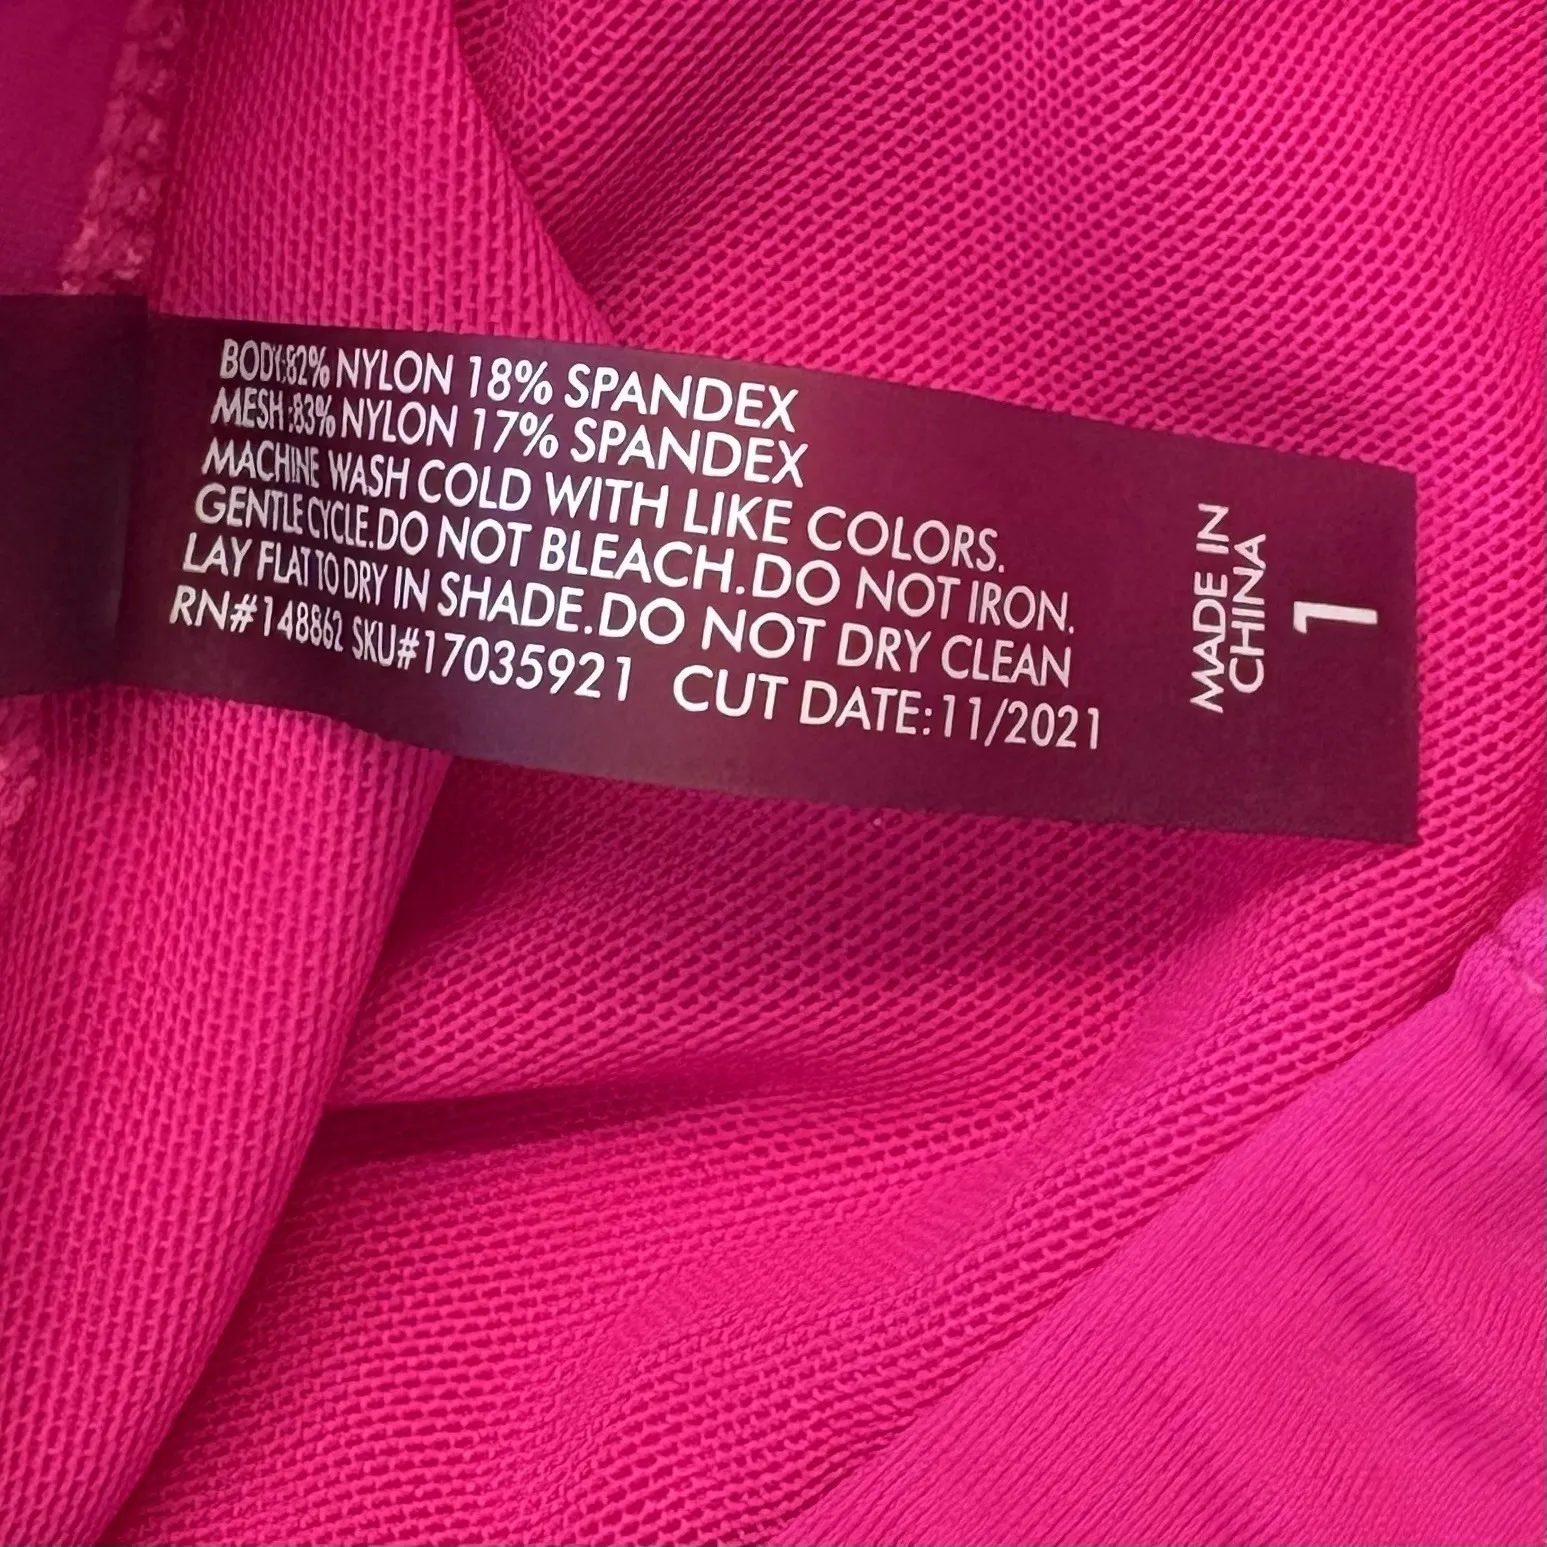 BODY:82% NYLON 18% SPANDEX
MESH:83% NYLON 17% SPANDEX
MACHINE WASH COLD WITH LIKE COLORS.
GENTLE CYCLE.DO NOT BLEACH.DO NOT IRON.
LAY FLAT TO DRY IN SHADE.DO NOT DRY CLEAN
RN#148862 SKU#17035921 CUT DATE:11/2021
MADE IN
CHINA
1